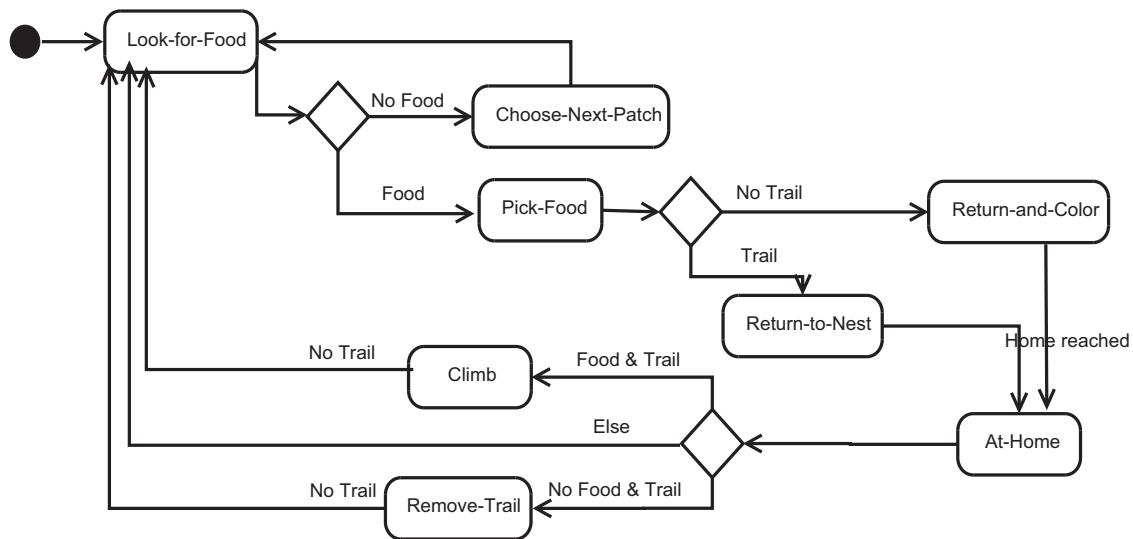 Look-for-Food
No Food
Choose-Next-Patch
Food
Pick-Food
No Trail
Return-and-Color
Trail
Return-to-Nest
Home reached
No Trail
Climb
Food & Trail
Else
At-Home
No Trail
Remove-Trail
No Food & Trail